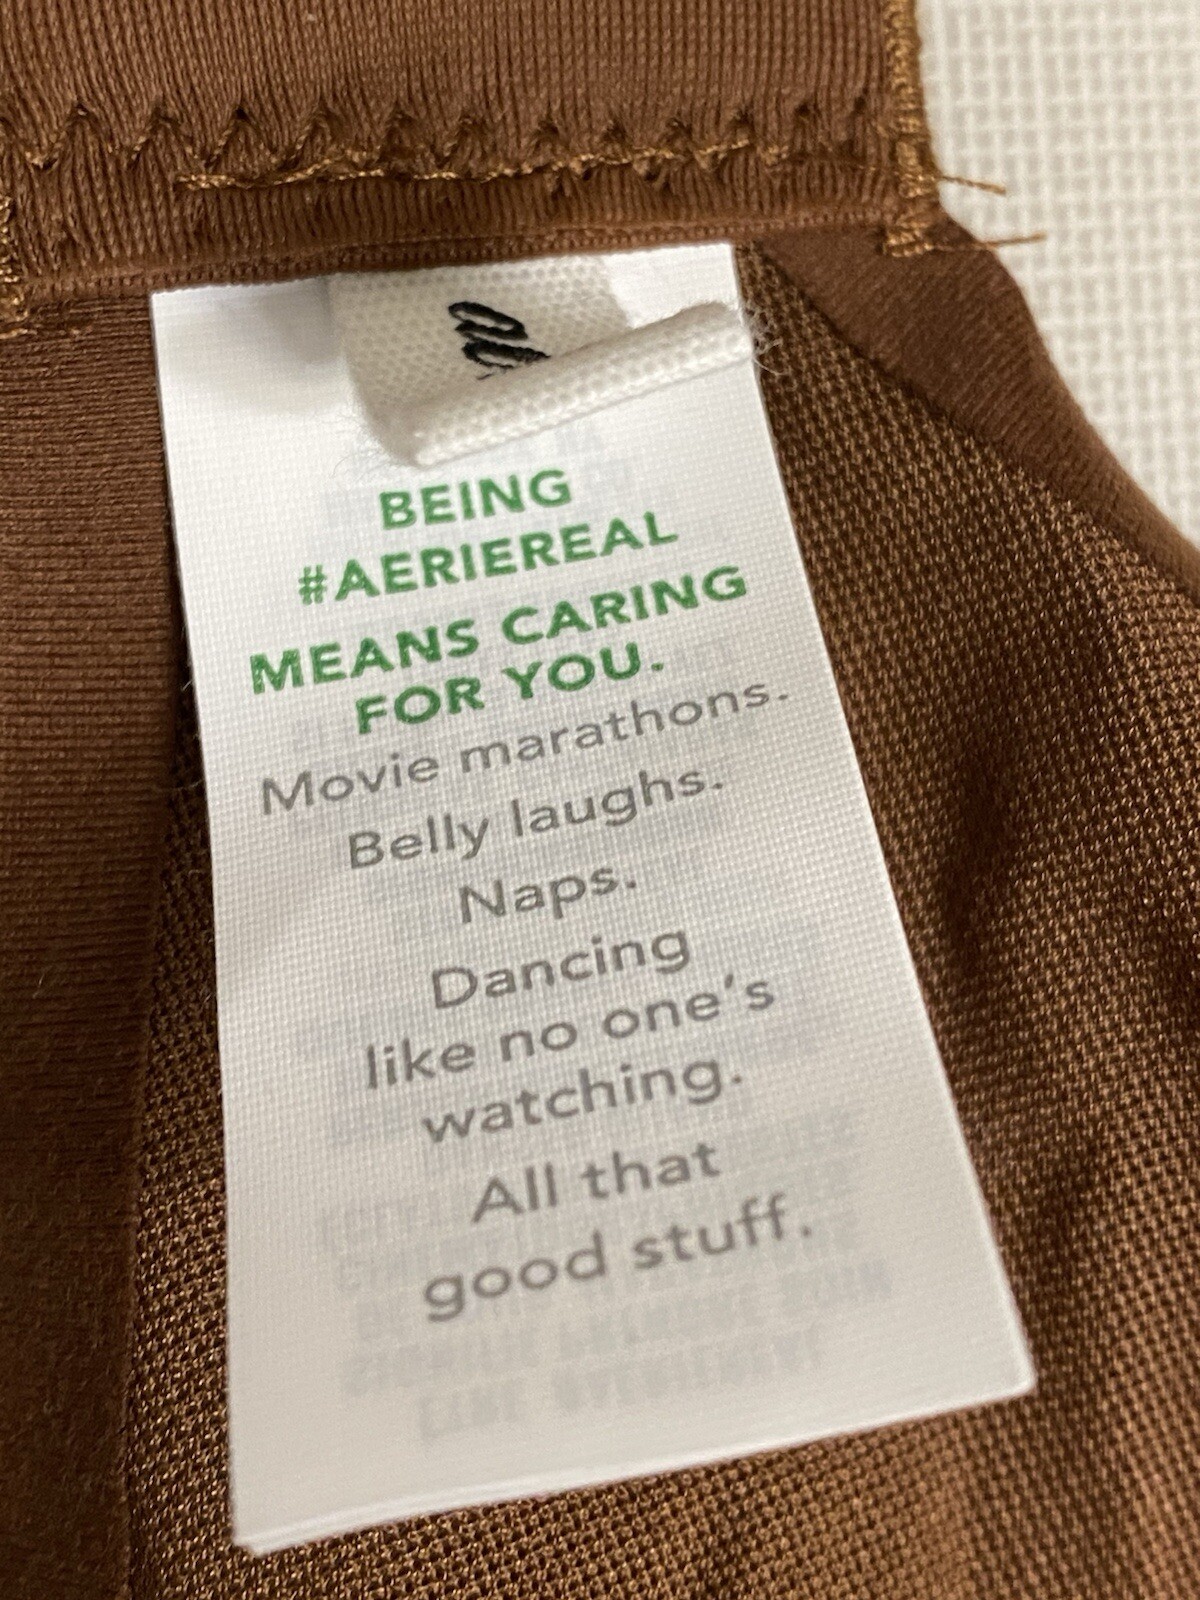 BEING
#AERIEREAL
MEANS CARING
FOR YOU.
Movie marathons.
Belly laughs.
Naps.
Dancing
like no one's
watching.
All that
good stuff.